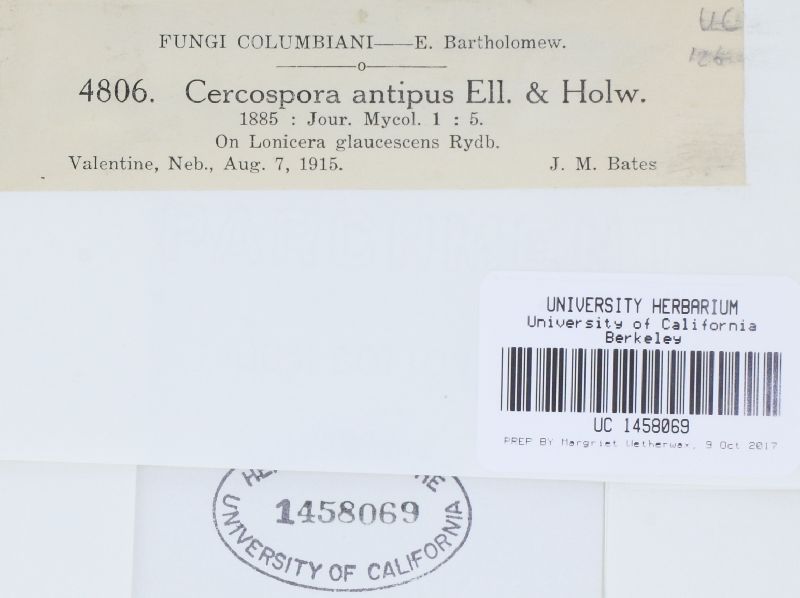 FUNGI COLUMBIANI—E. Bartholomew.
UC
4806. Cercospora antipus Ell. & Holw.
1885 : Jour. Mycol. 1 : 5.
On Lonicera glaucescens Rydb.
Valentine, Neb., Aug. 7, 1915. J. M. Bates
UNIVERSITY HERBARIUM
University of California
Berkeley
UC 1458069
PREP BY Margriet Wetherwax, 9 Oct 2017
1458069
UNIVERSITY OF CALIFORNIA